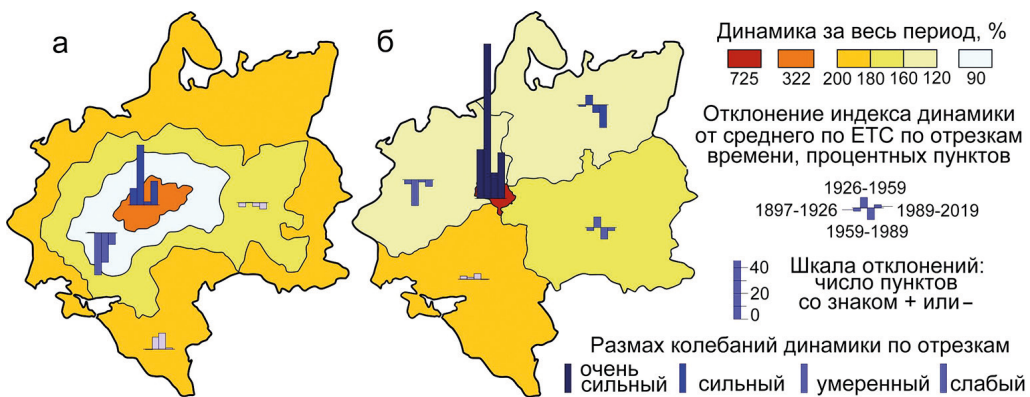 а
б
Динамика за весь период, %
725 322 200 180 160 120 90
Отклонение индекса динамики
от среднего по ЕТС по отрезкам
времени, процентных пунктов
1926-1959
1897-1926 1989-2019
1959-1989
40
20
0
Шкала отклонений:
число пунктов
со знаком + или–
Размах колебаний динамики по отрезкам
очень
сильный сильный умеренный слабый